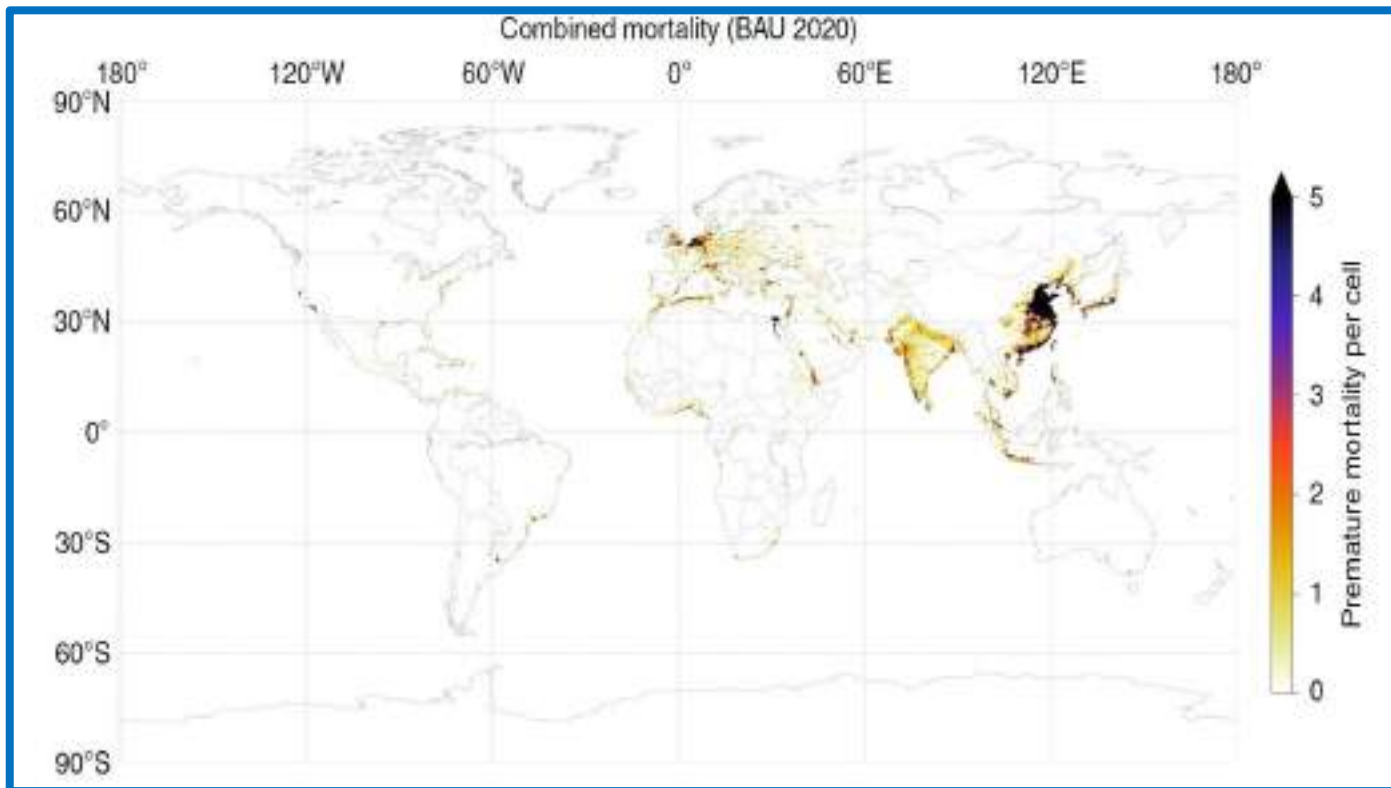 Combined mortality (BAU 2020)
180° 120°W 60°W 0° 60°E 120°E 180°
90°N
60°N
30°N
0°
30°S
60°S
90°S
5
4
3
2
1
0
Premature mortality per cell